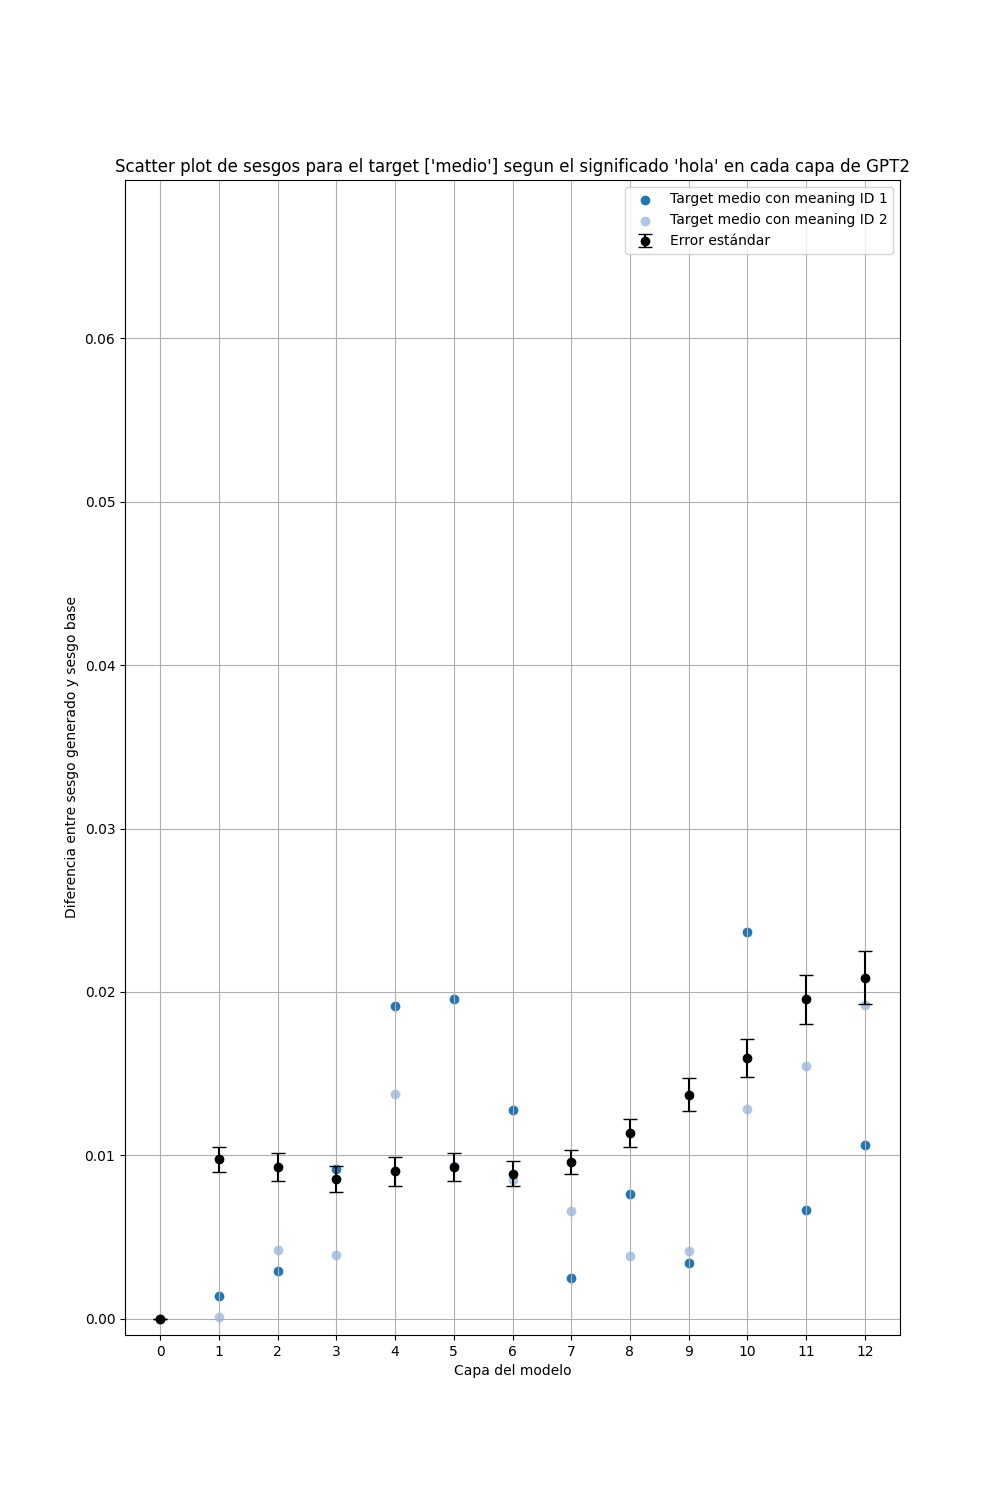 Scatter plot de sesgos para el target ['medio'] segun el significado 'hola' en cada capa de GPT2
Target medio con meaning ID 1
Target medio con meaning ID 2
Error estándar
0.06
0.05
0.04
0.03
0.02
0.01
0.00
Diferencia entre sesgo generado y sesgo base
0 1 2 3 4 5 6 7 8 9 10 11 12
Capa del modelo